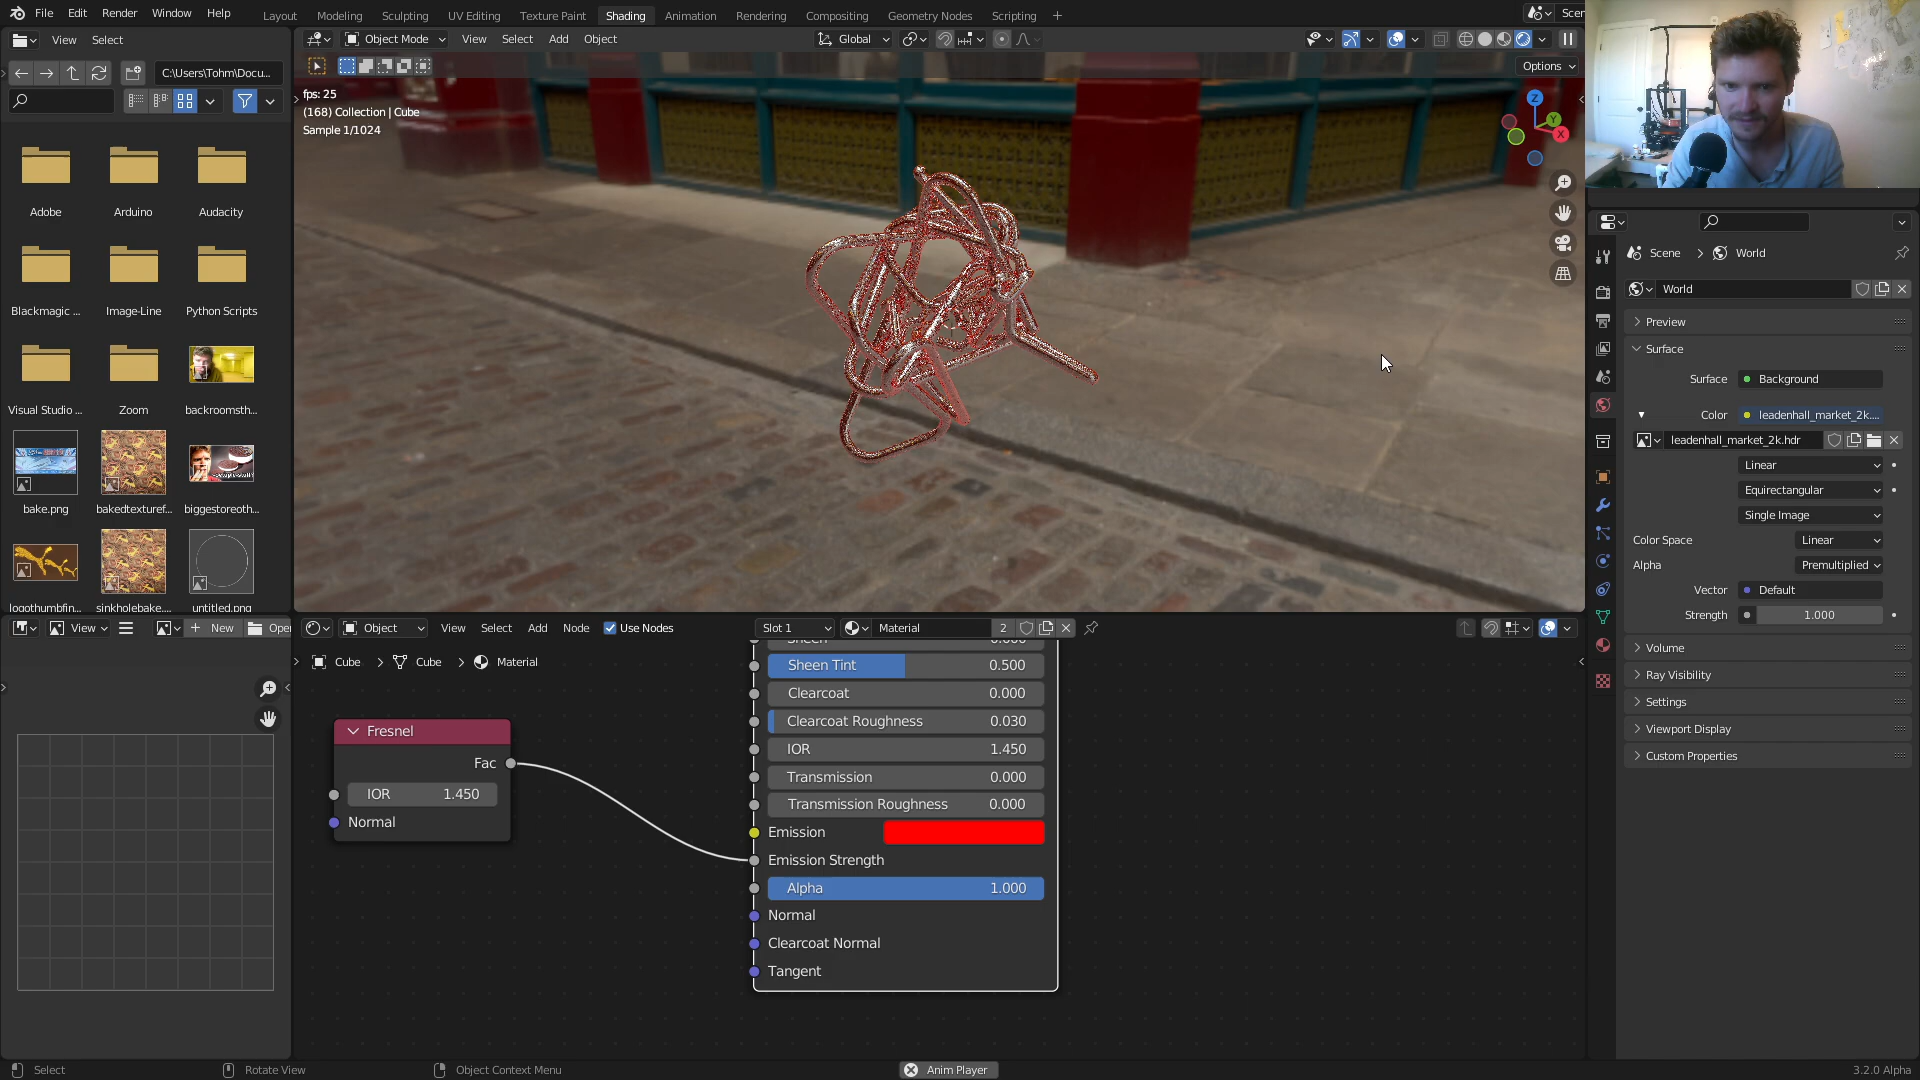 File Edit Render Window Help
Layout Modeling Sculpting UV Editing Texture Paint Shading Animation Rendering Compositing Geometry Nodes Scripting +
Scer
View Select
Object Mode View Select Add Object
Global
C:\Users\Tohm\Docu...
Options
fps: 25
(168) Collection | Cube
Sample 1/1024
Z
Y
X
Adobe Arduino Audacity
Blackmagic ... Image-Line Python Scripts
Visual Studio ... Zoom backroomsth...
bake.png bakedtexturef... biggestoreoth...
logothumbfin... sinkholebake.... untitled.png
Scene > World
World
Preview
Surface
Surface Background
Color leadenhall_market_2k....
leadenhall_market_2k.hdr
Linear
Equirectangular
Single Image
Color Space Linear
Alpha Premultiplied
Vector Default
Strength 1.000
Volume
Ray Visibility
Settings
Viewport Display
Custom Properties
View New Open
Object View Select Add Node Use Nodes Slot 1 Material 2
Cube > Cube > Material
Sheen 0.000
Sheen Tint 0.500
Clearcoat 0.000
Clearcoat Roughness 0.030
IOR 1.450
Transmission 0.000
Transmission Roughness 0.000
Emission
Emission Strength
Alpha 1.000
Normal
Clearcoat Normal
Tangent
Fresnel
Fac
IOR 1.450
Normal
Select Rotate View Object Context Menu Anim Player 3.2.0 Alpha